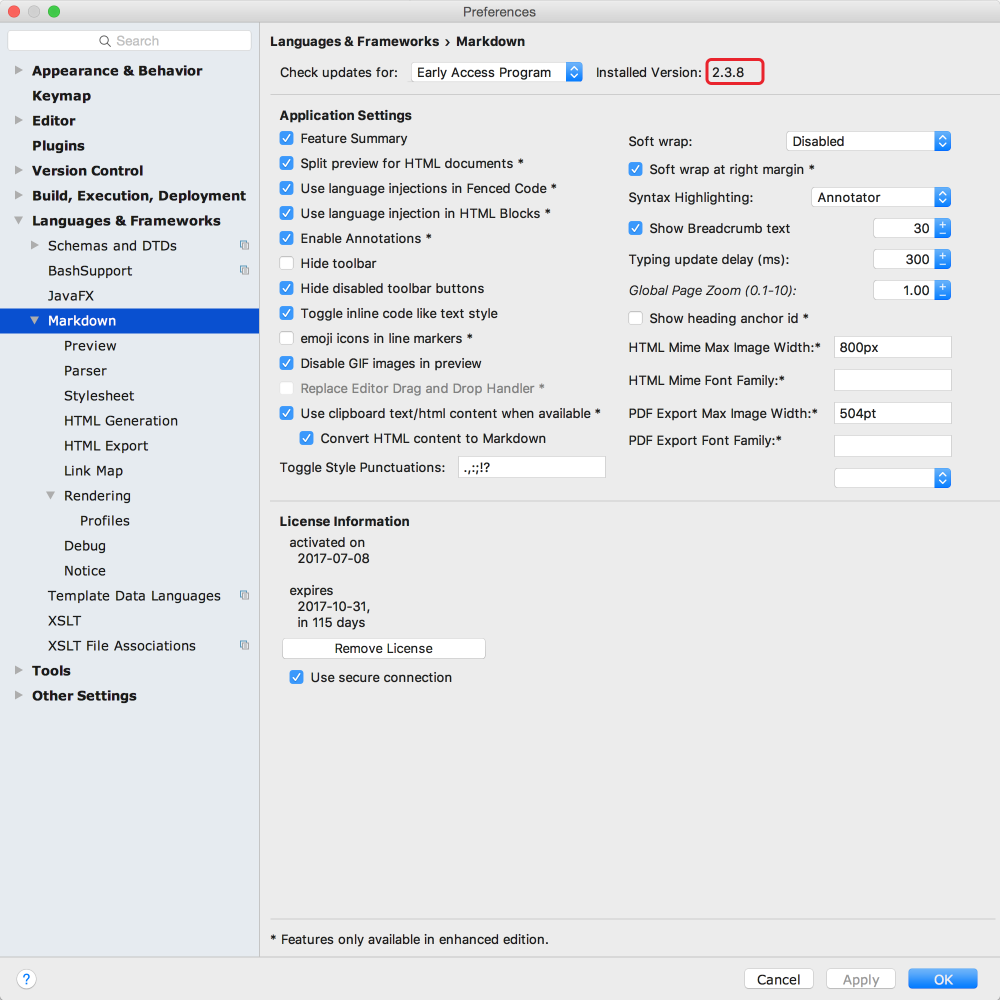 Preferences
Search
Appearance & Behavior
Keymap
Editor
Plugins
Version Control
Build, Execution, Deployment
Languages & Frameworks
Schemas and DTDs
BashSupport
JavaFX
Markdown
Preview
Parser
Stylesheet
HTML Generation
HTML Export
Link Map
Rendering
Profiles
Debug
Notice
Template Data Languages
XSLT
XSLT File Associations
Tools
Other Settings
Languages & Frameworks › Markdown
Check updates for: Early Access Program Installed Version: 2.3.8
Application Settings
Feature Summary
Split preview for HTML documents *
Use language injections in Fenced Code *
Use language injection in HTML Blocks *
Enable Annotations *
Hide toolbar
Hide disabled toolbar buttons
Toggle inline code like text style
emoji icons in line markers *
Disable GIF images in preview
Replace Editor Drag and Drop Handler *
Use clipboard text/html content when available *
Convert HTML content to Markdown
Toggle Style Punctuations: .,:;!?
Soft wrap: Disabled
Soft wrap at right margin *
Syntax Highlighting: Annotator
Show Breadcrumb text 30
Typing update delay (ms): 300
Global Page Zoom (0.1-10): 1.00
Show heading anchor id *
HTML Mime Max Image Width:* 800px
HTML Mime Font Family:*
PDF Export Max Image Width:* 504pt
PDF Export Font Family:*
License Information
activated on
2017-07-08
expires
2017-10-31,
in 115 days
Remove License
Use secure connection
* Features only available in enhanced edition.
? Cancel Apply OK